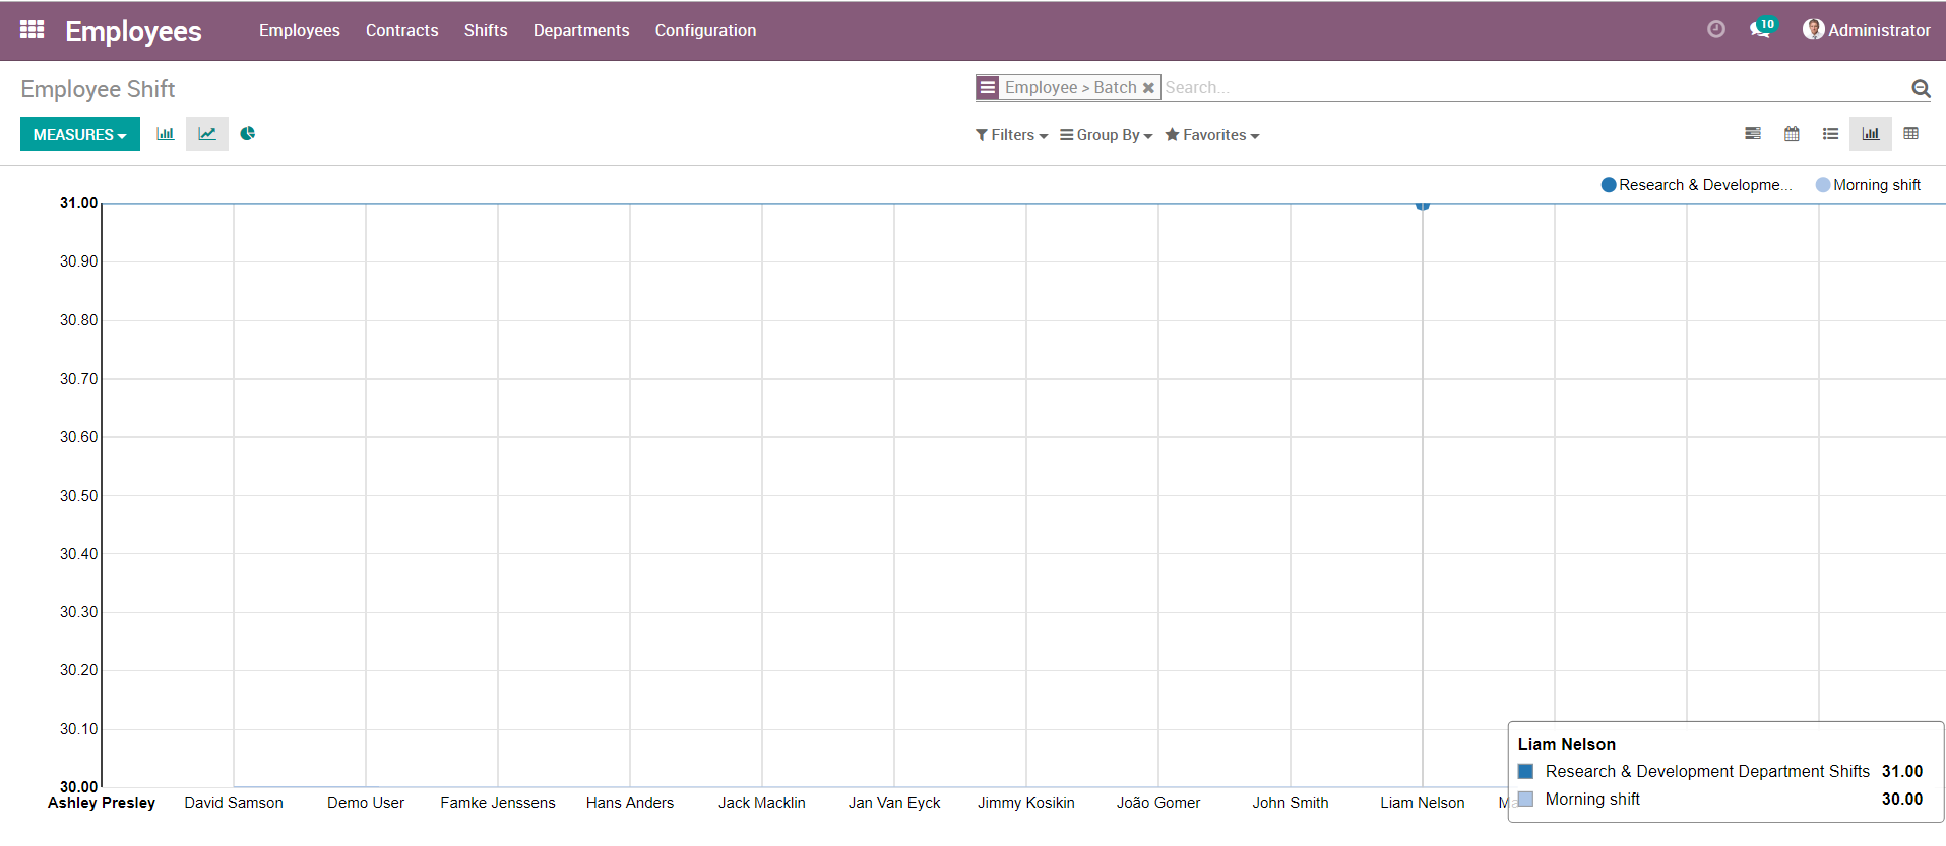 Employees Employees Contracts Shifts Departments Configuration 10 Administrator
Employee Shift Employee > Batch Search...
MEASURES Filters Group By Favorites
Research & Developme... Morning shift
31.00
30.90
30.80
30.70
30.60
30.50
30.40
30.30
30.20
30.10
30.00
Ashley Presley David Samson Demo User Famke Jenssens Hans Anders Jack Macklin Jan Van Eyck Jimmy Kosikin João Gomer John Smith Liam Nelson
Liam Nelson
Research & Development Department Shifts 31.00
Morning shift 30.00